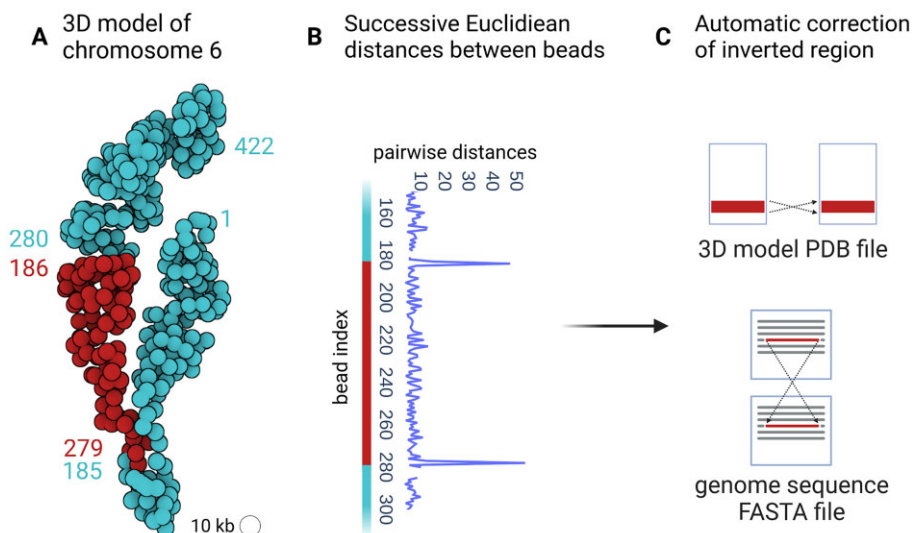 A 3D model of
chromosome 6
422
1
280
186
279
185
10 kb
B Successive Euclidiean
distances between beads
pairwise distances
10 20 30 40 50
bead index
160
180
200
220
240
260
280
300
C Automatic correction
of inverted region
3D model PDB file
genome sequence
FASTA file